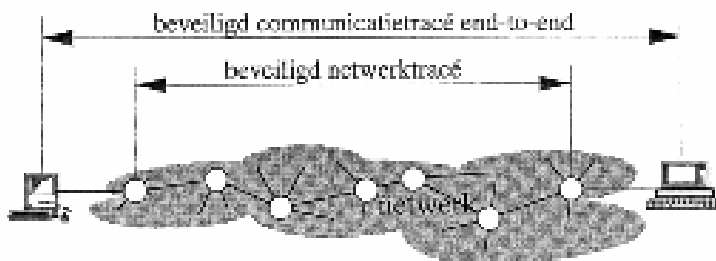 beveiligd communicatietracé end-to-end
beveiligd netwerktracé
netwerk